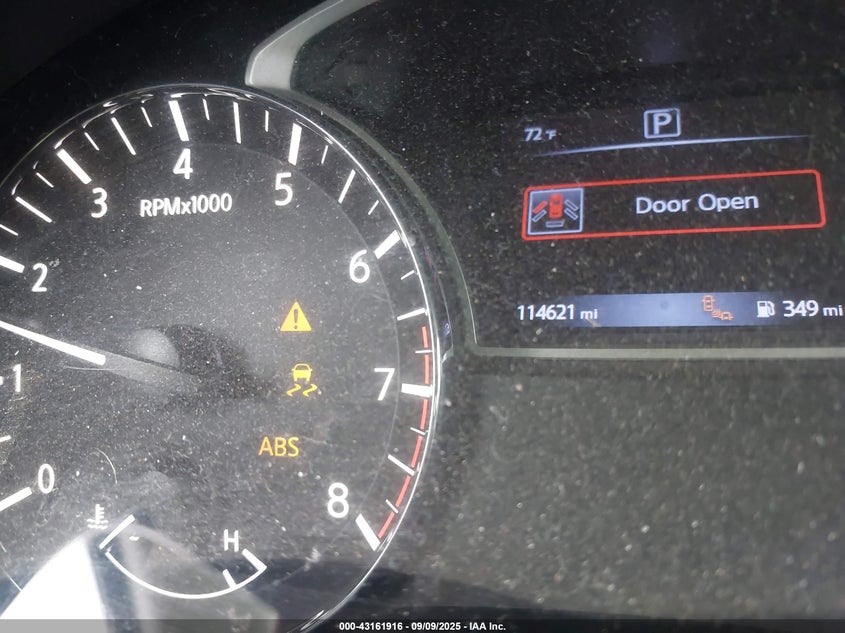 72°F
P
Door Open
114621 mi
349 mi
0
1
2
3
4
5
6
7
8
RPMx1000
ABS
H
000-43161916 - 09/09/2025 - IAA Inc.